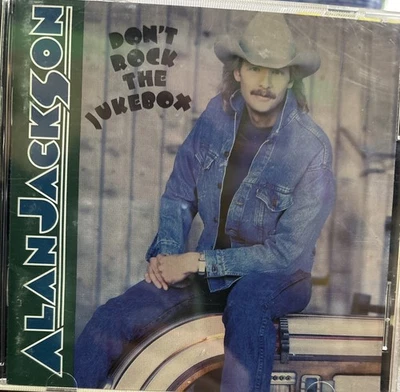 ALAN JACKSON
DON'T
ROCK
THE
JUKEBOX